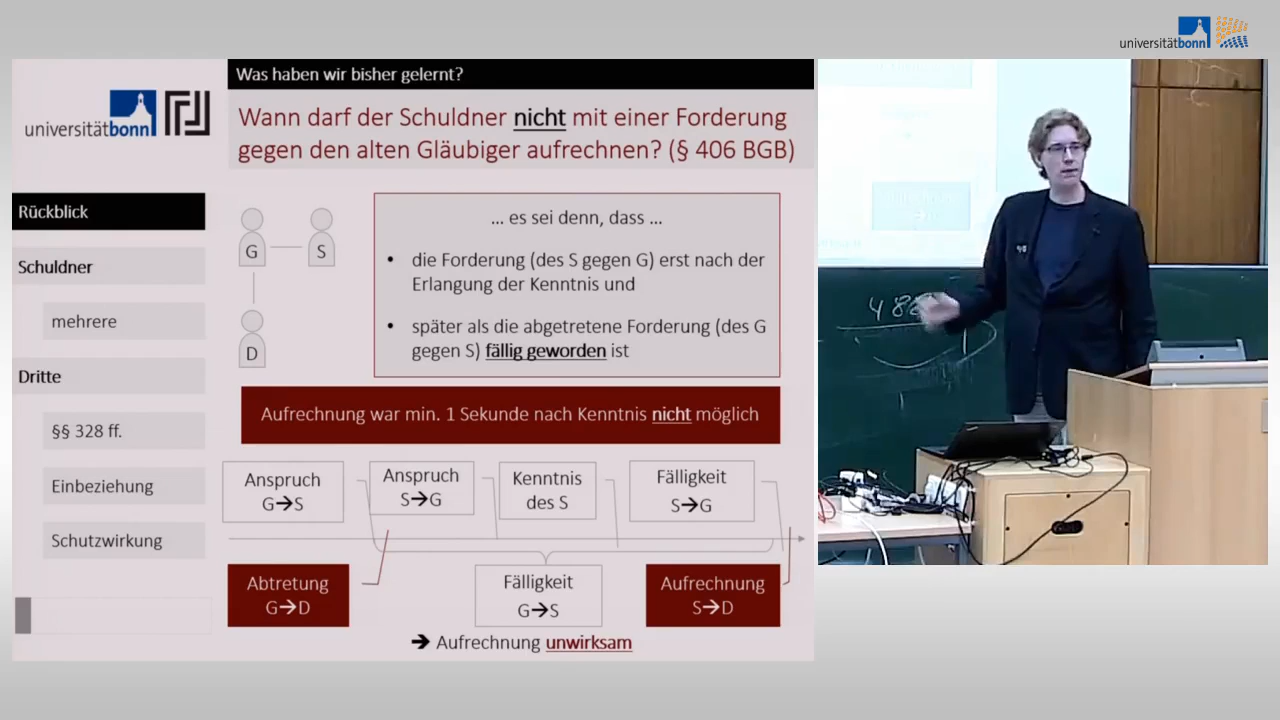 universitätbonn
Was haben wir bisher gelernt?
universitätbonn
Wann darf der Schuldner nicht mit einer Forderung
gegen den alten Gläubiger aufrechnen? (§ 406 BGB)
Rückblick
Schuldner
mehrere
Dritte
§§ 328 ff.
Einbeziehung
Schutzwirkung
G
S
D
... es sei denn, dass ...
• die Forderung (des S gegen G) erst nach der
Erlangung der Kenntnis und
• später als die abgetretene Forderung (des G
gegen S) fällig geworden ist
Aufrechnung war min. 1 Sekunde nach Kenntnis nicht möglich
Anspruch
G➔S
Anspruch
S➔G
Kenntnis
des S
Fälligkeit
S➔G
Abtretung
G➔D
Fälligkeit
G➔S
Aufrechnung
S➔D
➔ Aufrechnung unwirksam